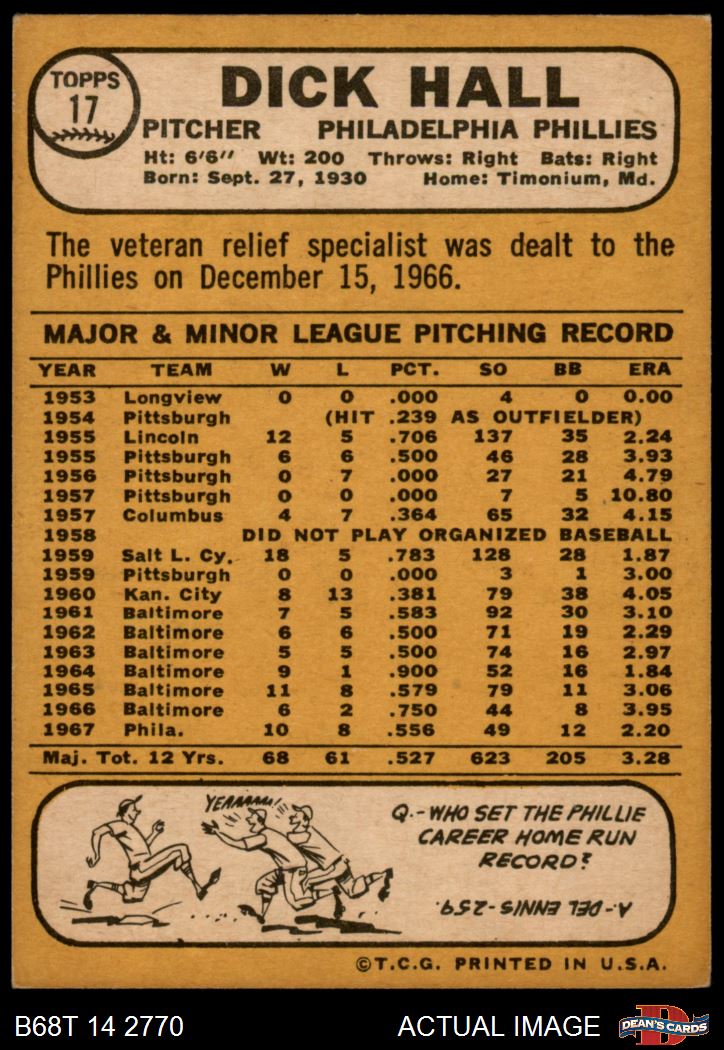 TOPPS
17
DICK HALL
PITCHER PHILADELPHIA PHILLIES
Ht: 6'6" Wt: 200 Throws: Right Bats: Right
Born: Sept. 27, 1930 Home: Timonium, Md.
The veteran relief specialist was dealt to the
Phillies on December 15, 1966.
MAJOR & MINOR LEAGUE PITCHING RECORD
YEAR TEAM W L PCT. SO BB ERA
1953 Longview 0 0 .000 4 0 0.00
1954 Pittsburgh (HIT .239 AS OUTFIELDER)
1955 Lincoln 12 5 .706 137 35 2.24
1955 Pittsburgh 6 6 .500 46 28 3.93
1956 Pittsburgh 0 7 .000 27 21 4.79
1957 Pittsburgh 0 0 .000 7 5 10.80
1957 Columbus 4 7 .364 65 32 4.15
1958 DID NOT PLAY ORGANIZED BASEBALL
1959 Salt L. Cy. 18 5 .783 128 28 1.87
1959 Pittsburgh 0 0 .000 3 1 3.00
1960 Kan. City 8 13 .381 79 38 4.05
1961 Baltimore 7 5 .583 92 30 3.10
1962 Baltimore 6 6 .500 71 19 2.29
1963 Baltimore 5 5 .500 74 16 2.97
1964 Baltimore 9 1 .900 52 16 1.84
1965 Baltimore 11 8 .579 79 11 3.06
1966 Baltimore 6 2 .750 44 8 3.95
1967 Phila. 10 8 .556 49 12 2.20
Maj. Tot. 12 Yrs. 68 61 .527 623 205 3.28
YEAAAAA!
Q.-WHO SET THE PHILLIE
CAREER HOME RUN
RECORD?
A. DEL ENNIS-259.
©T.C.G. PRINTED IN U.S.A.
B68T 14 2770 ACTUAL IMAGE
D
DEAN'S CARDS